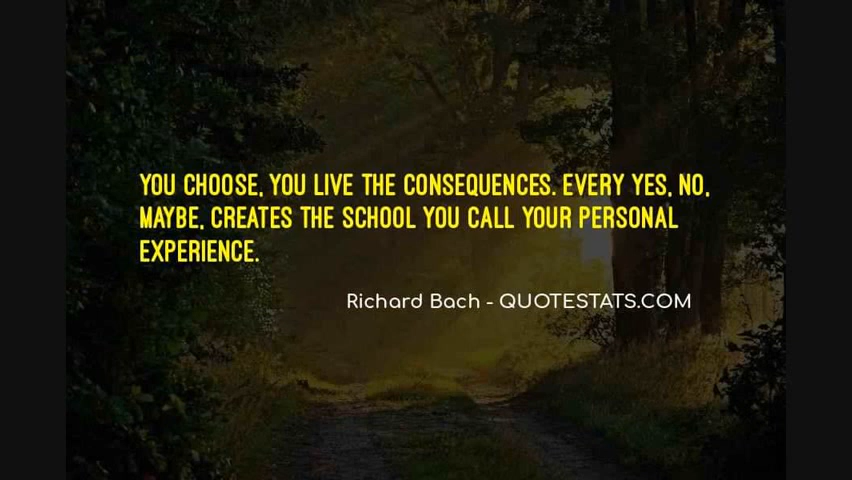 YOU CHOOSE, YOU LIVE THE CONSEQUENCES. EVERY YES, NO,
MAYBE, CREATES THE SCHOOL YOU CALL YOUR PERSONAL
EXPERIENCE.
Richard Bach - QUOTESTATS.COM